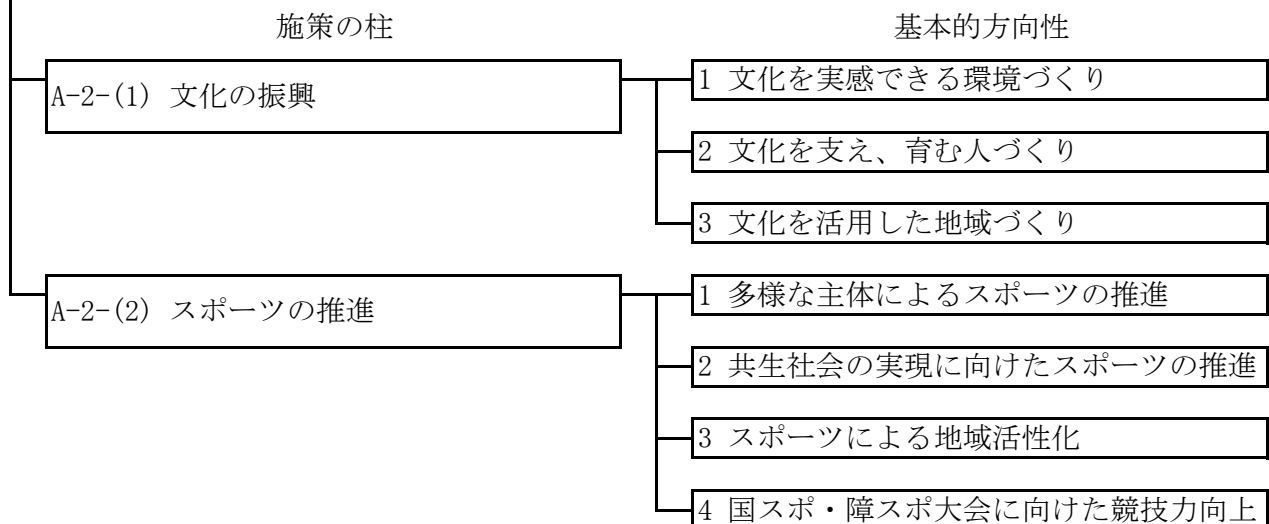 施策の柱
基本的方向性
A-2-(1) 文化の振興
1 文化を実感できる環境づくり
2 文化を支え、育む人づくり
3 文化を活用した地域づくり
A-2-(2) スポーツの推進
1 多様な主体によるスポーツの推進
2 共生社会の実現に向けたスポーツの推進
3 スポーツによる地域活性化
4 国スポ・障スポ大会に向けた競技力向上